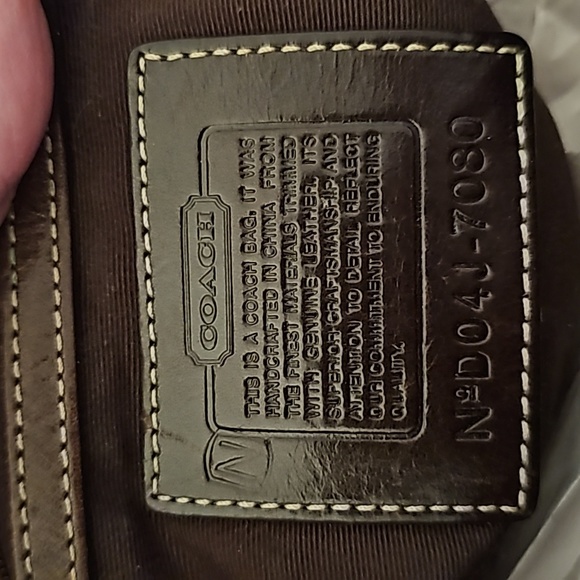 COACH
THIS IS A COACH BAG. IT WAS
HANDCRAFTED IN CHINA FROM
THE FINEST MATERIALS TRIMMED
WITH GENUINE LEATHER. ITS
SUPERIOR CRAFTSMANSHIP AND
ATTENTION TO DETAIL REFLECT
OUR COMMITMENT TO ENDURING
QUALITY.
N
Nº D04J-7080